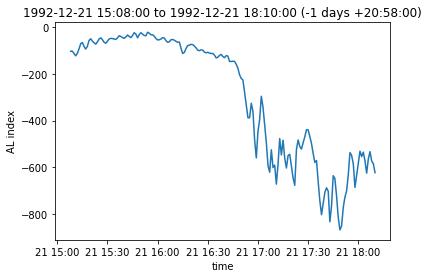 1992-12-21 15:08:00 to 1992-12-21 18:10:00 (-1 days +20:58:00)
0
−200
−400
−600
−800
AL index
21 15:00 21 15:30 21 16:00 21 16:30 21 17:00 21 17:30 21 18:00
time